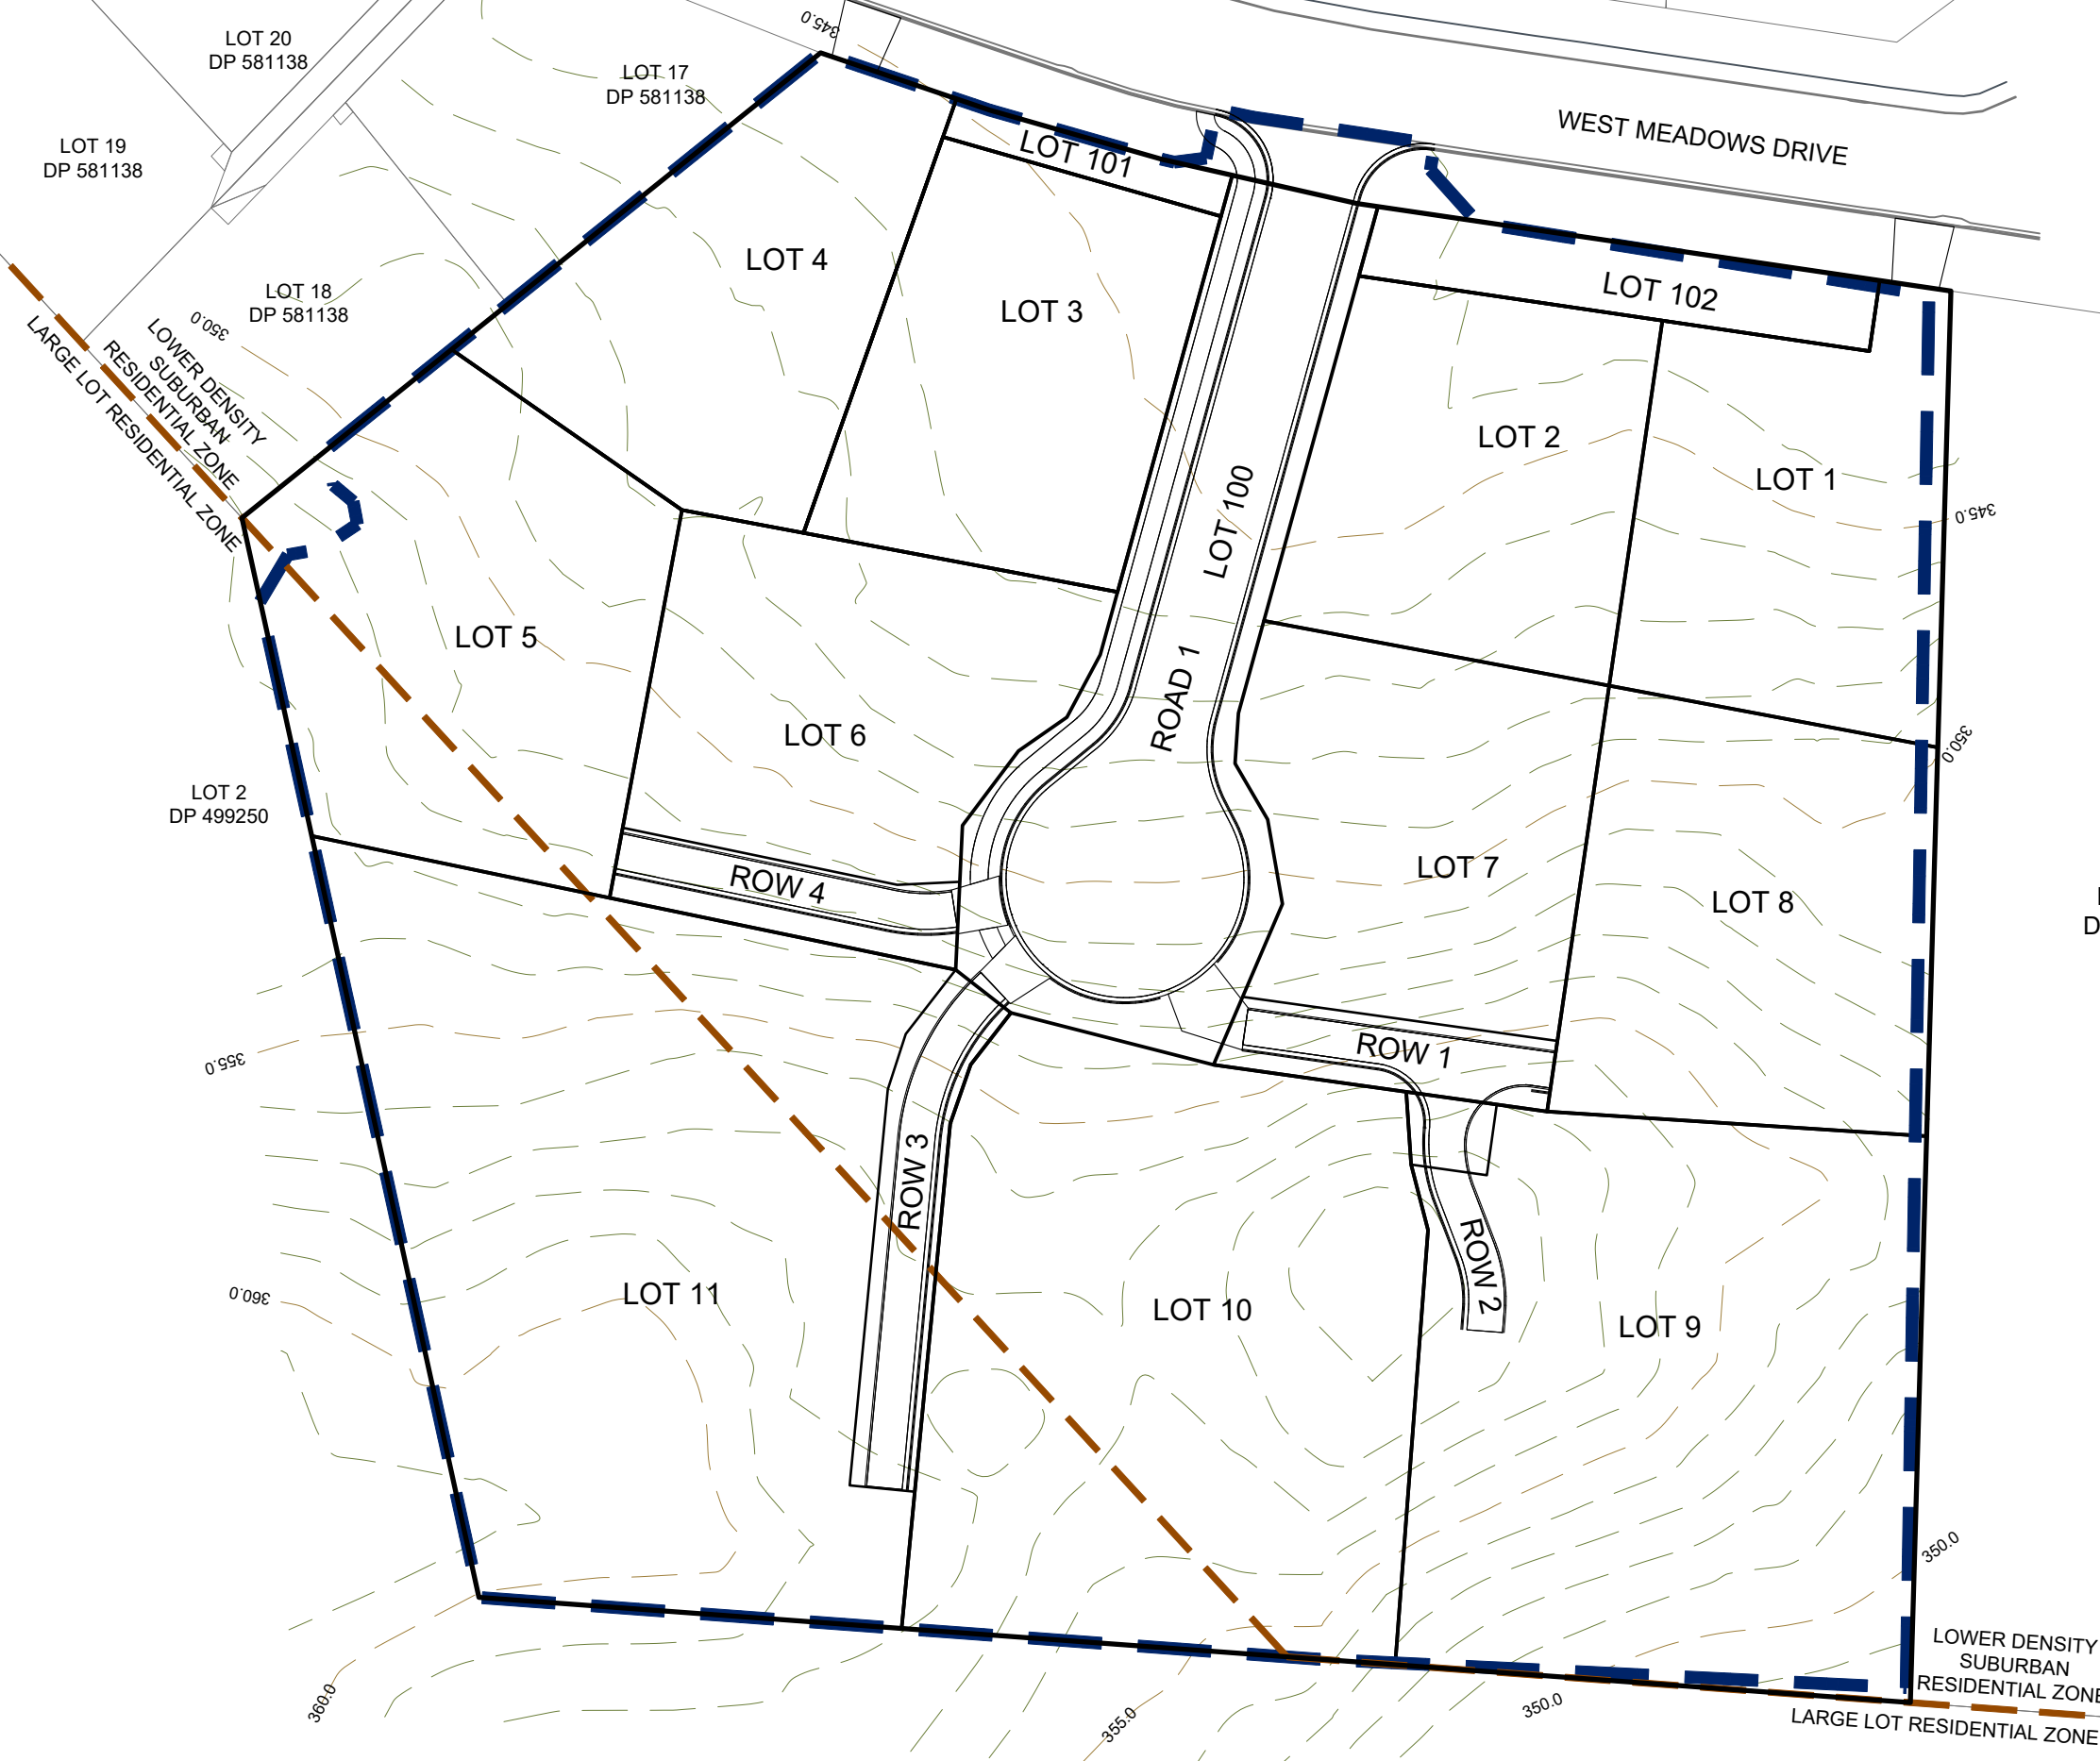 345.0
LOT 20
DP 581138
LOT 17
DP 581138
WEST MEADOWS DRIVE
LOT 19
DP 581138
LOT 101
LOT 4
LOT 3
LOT 18
DP 581138
350.0
LOT 102
LOWER DENSITY
SUBURBAN
RESIDENTIAL ZONE
LARGE LOT RESIDENTIAL ZONE
LOT 2
LOT 1
LOT 100
345.0
LOT 5
ROAD 1
LOT 6
350.0
LOT 2
DP 499250
LOT 7
ROW 4
LOT 8
ROW 1
355.0
ROW 3
ROW 2
360.0
LOT 11
LOT 10
LOT 9
350.0
LOWER DENSITY
SUBURBAN
RESIDENTIAL ZONE
LARGE LOT RESIDENTIAL ZONE
360.0
355.0
350.0